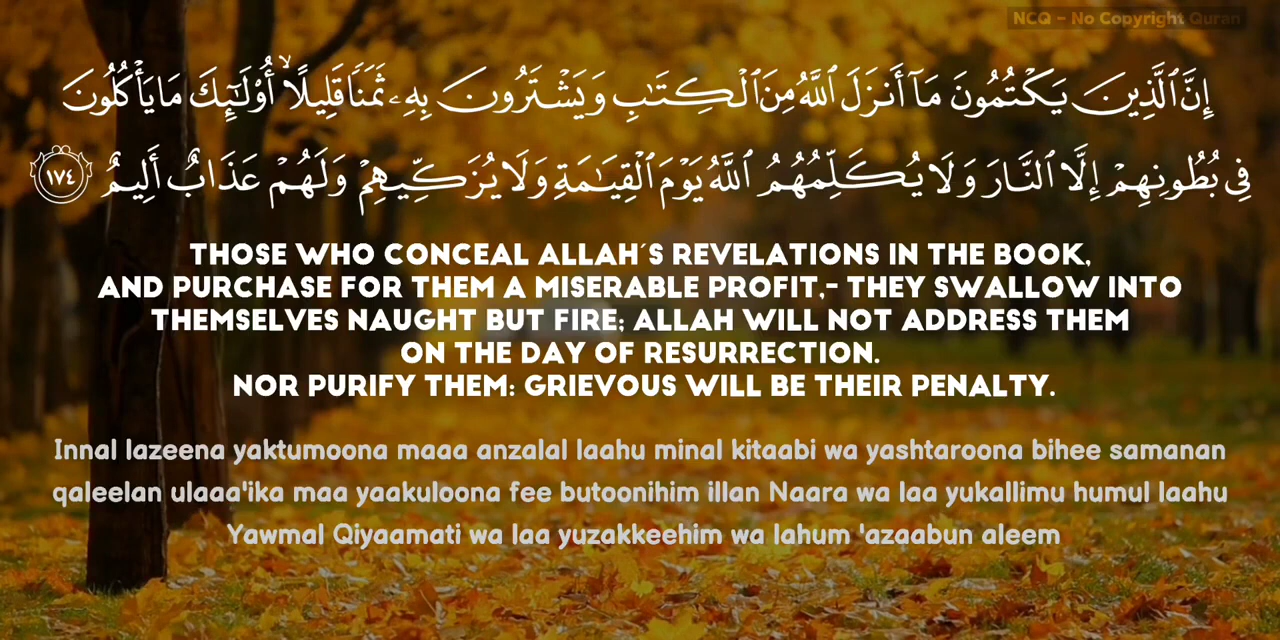 NCQ - No Copyright Quran
إِنَّ ٱلَّذِينَ يَكْتُمُونَ مَآ أَنزَلَ ٱللَّهُ مِنَ ٱلْكِتَٰبِ وَيَشْتَرُونَ بِهِۦ ثَمَنًا قَلِيلًا ۙ أُو۟لَٰٓئِكَ مَا يَأْكُلُونَ
فِى بُطُونِهِمْ إِلَّا ٱلنَّارَ وَلَا يُكَلِّمُهُمُ ٱللَّهُ يَوْمَ ٱلْقِيَٰمَةِ وَلَا يُزَكِّيهِمْ وَلَهُمْ عَذَابٌ أَلِيمٌ ١٧٤
THOSE WHO CONCEAL ALLAH'S REVELATIONS IN THE BOOK,
AND PURCHASE FOR THEM A MISERABLE PROFIT,- THEY SWALLOW INTO
THEMSELVES NAUGHT BUT FIRE; ALLAH WILL NOT ADDRESS THEM
ON THE DAY OF RESURRECTION.
NOR PURIFY THEM: GRIEVOUS WILL BE THEIR PENALTY.
Innal lazeena yaktumoona maaa anzalal laahu minal kitaabi wa yashtaroona bihee samanan
qaleelan ulaaa'ika maa yaakuloona fee butoonihim illan Naara wa laa yukallimu humul laahu
Yawmal Qiyaamati wa laa yuzakkeehim wa lahum 'azaabun aleem